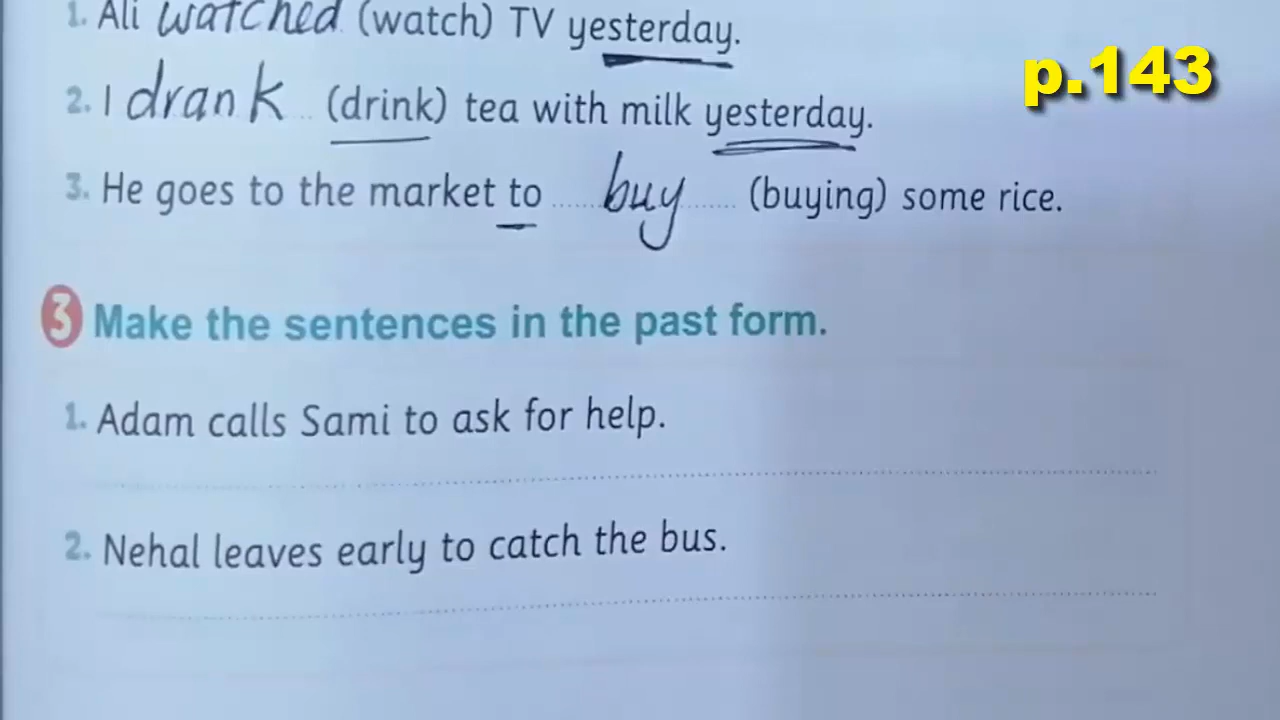 1. Ali watched (watch) TV yesterday.
p.143
2. I drank (drink) tea with milk yesterday.
3. He goes to the market to buy (buying) some rice.
3 Make the sentences in the past form.
1. Adam calls Sami to ask for help.
2. Nehal leaves early to catch the bus.